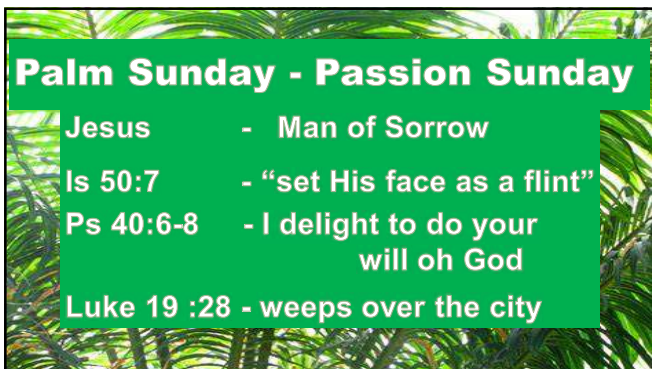 Palm Sunday - Passion Sunday
Jesus - Man of Sorrow
Is 50:7 - “set His face as a flint”
Ps 40:6-8 - I delight to do your
will oh God
Luke 19 :28 - weeps over the city